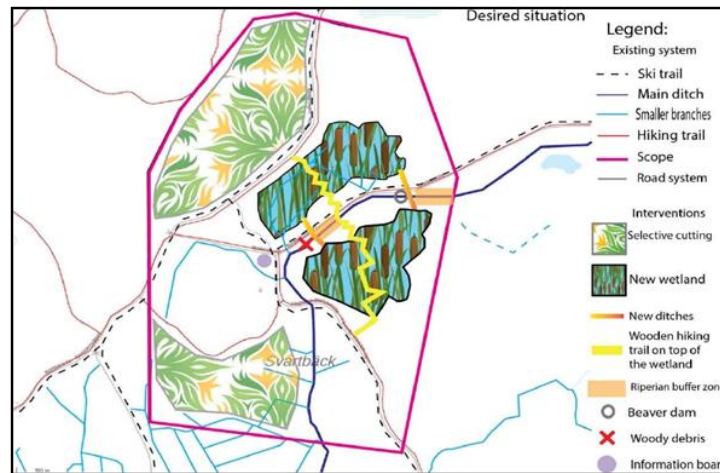 Desired situation
Legend:
Existing system
Ski trail
Main ditch
Smaller branches
Hiking trail
Scope
Road system
Interventions
Selective cutting
New wetland
New ditches
Wooden hiking
trail on top of
the wetland
Riperian buffer zon
Beaver dam
Woody debris
Information boar
Svartbäck